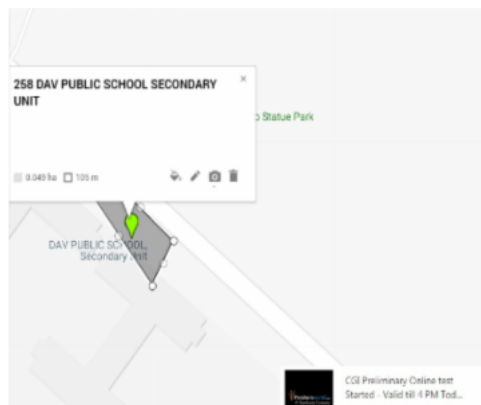 258 DAV PUBLIC SCHOOL SECONDARY
UNIT
×
Statue Park
0.049 ha 105 m
DAV PUBLIC SCHOOL,
Secondary Unit
CGI Preliminary Online test
Started - Valid till 4 PM Tod...